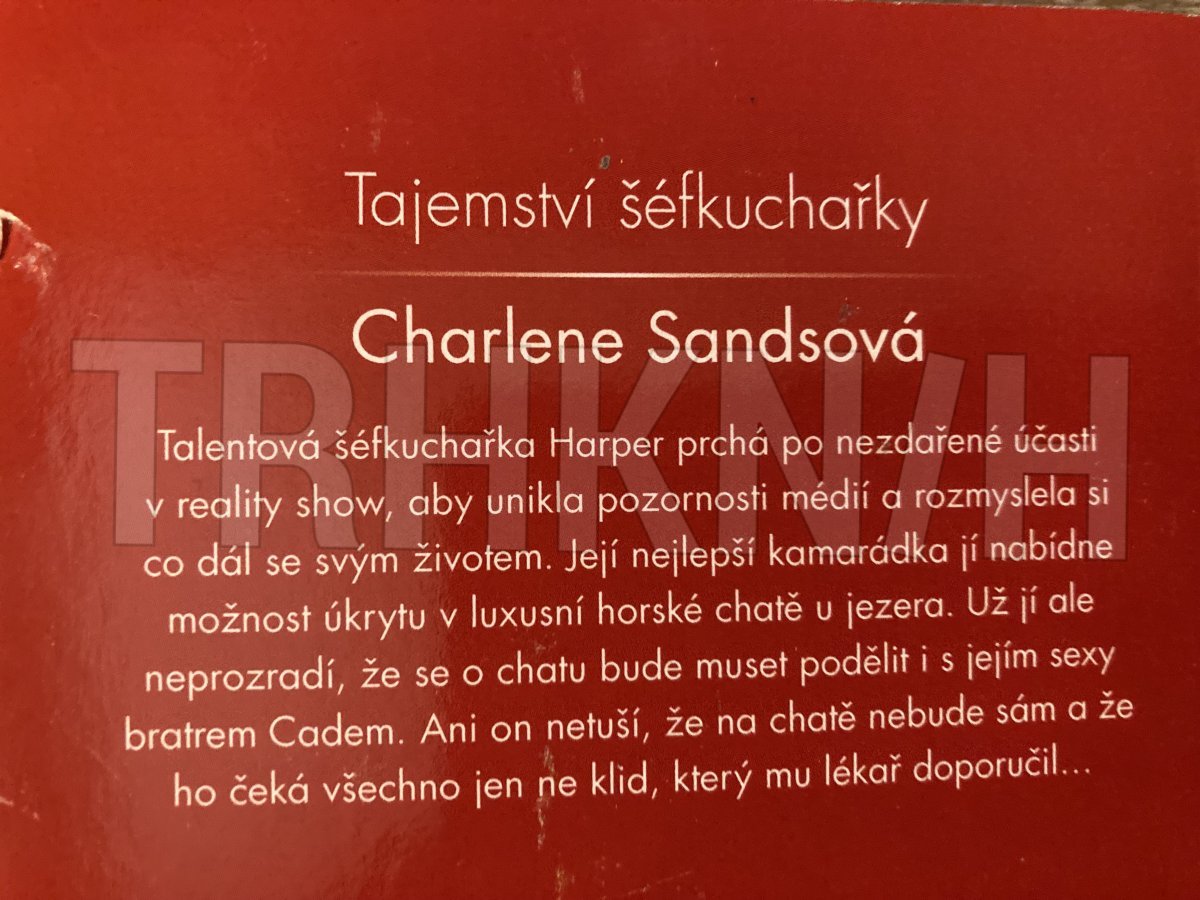 Tajemství šéfkuchařky
Charlene Sandsová
TRHKNIH
Talentová šéfkuchařka Harper prchá po nezdařené účasti
v reality show, aby unikla pozornosti médií a rozmyslela si
co dál se svým životem. Její nejlepší kamarádka jí nabídne
možnost úkrytu v luxusní horské chatě u jezera. Už jí ale
neprozradí, že se o chatu bude muset podělit i s jejím sexy
bratrem Cadem. Ani on netuší, že na chatě nebude sám a že
ho čeká všechno jen ne klid, který mu lékař doporučil...